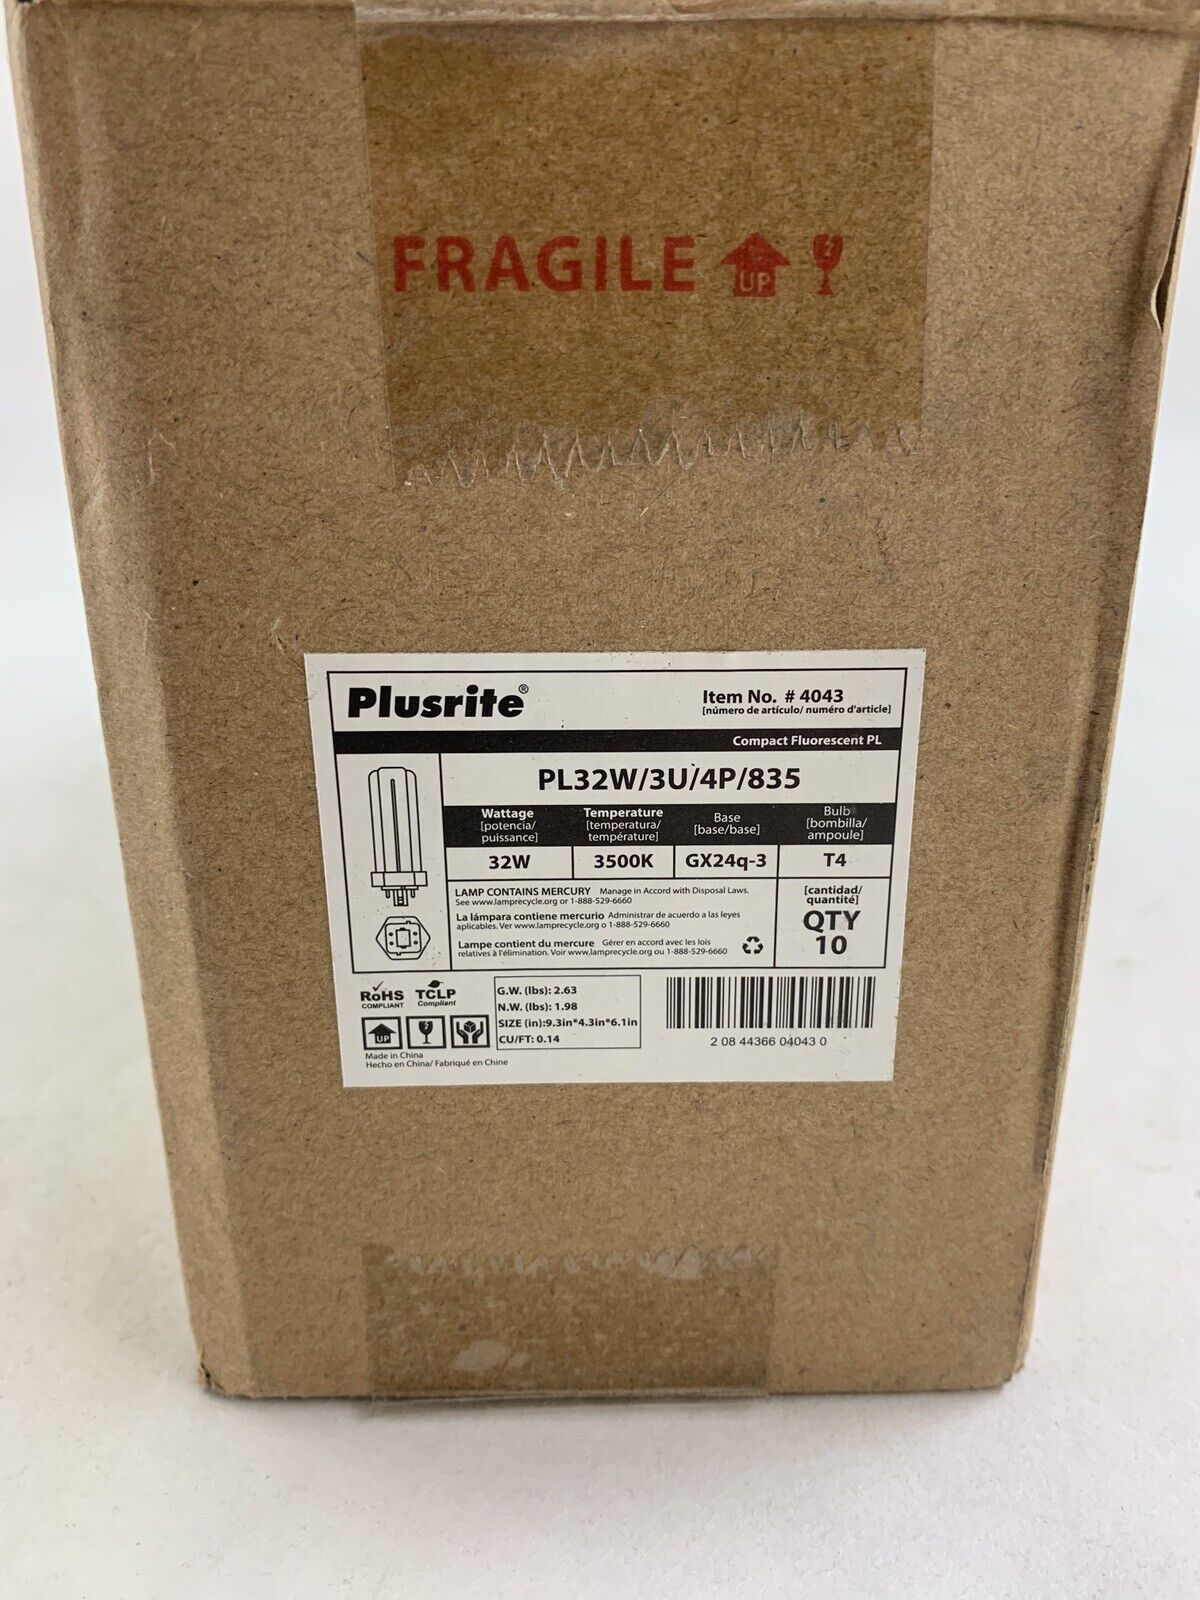 FRAGILE UP
Plusrite®
Item No. # 4043
[número de artículo/ numéro d'article]
Compact Fluorescent PL
PL32W/3U/4P/835
Wattage
[potencia/
puissance]
Temperature
[temperatura/
température]
Base
[base/base]
Bulb
[bombilla/
ampoule]
32W 3500K GX24q-3 T4
LAMP CONTAINS MERCURY Manage in Accord with Disposal Laws.
See www.lamprecycle.org or 1-888-529-6660
La lámpara contiene mercurio Administrar de acuerdo a las leyes
aplicables. Ver www.lamprecycle.org o 1-888-529-6660
Lampe contient du mercure Gérer en accord avec les lois
relatives à l'élimination. Voir www.lamprecycle.org ou 1-888-529-6660
[cantidad/
quantité]
QTY
10
RoHS
COMPLIANT
TCLP
Compliant
UP
G.W. (lbs): 2.63
N.W. (lbs): 1.98
SIZE (in):9.3in*4.3in*6.1in
CU/FT: 0.14
2 08 44366 04043 0
Made in China
Hecho en China/ Fabriqué en Chine